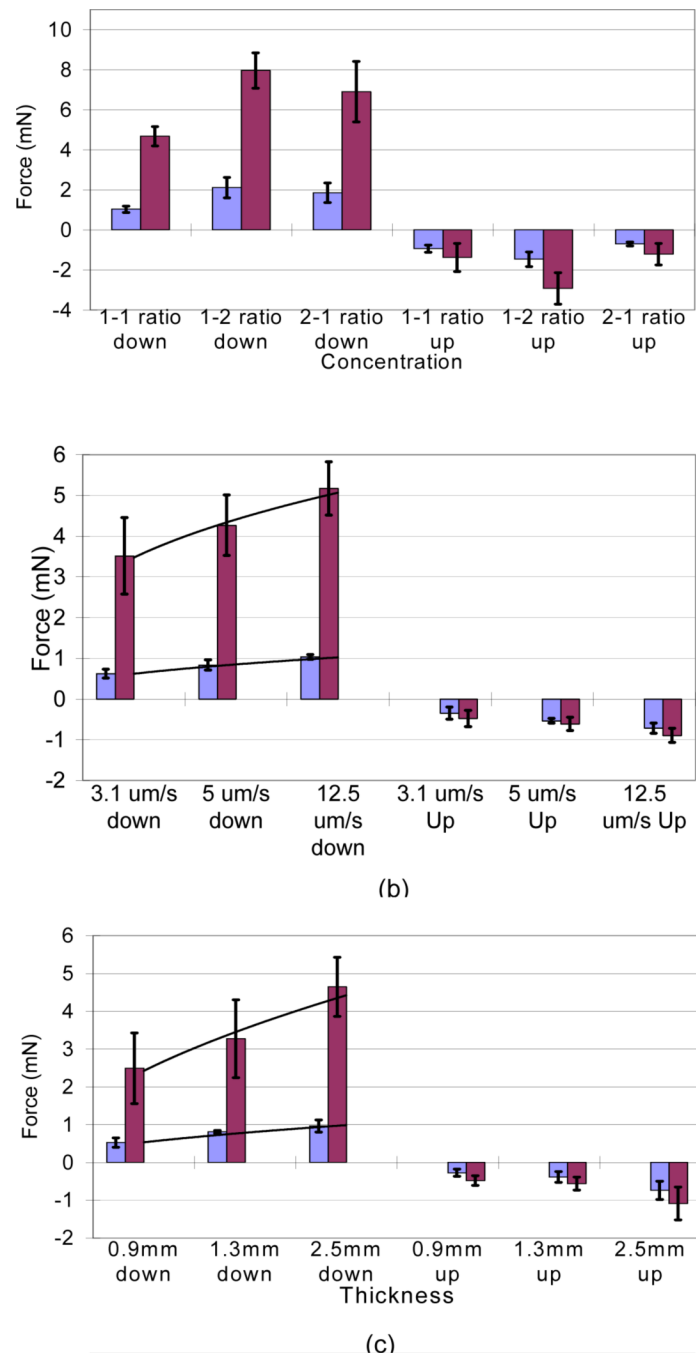 10
8
6
4
2
0
-2
-4
Force (mN)
1-1 ratio 1-2 ratio 2-1 ratio 1-1 ratio 1-2 ratio 2-1 ratio
down down down up up up
Concentration
6
5
4
3
2
1
0
-1
-2
Force (mN)
3.1 um/s 5 um/s 12.5 3.1 um/s 5 um/s 12.5
down down um/s Up Up um/s Up
down
(b)
6
5
4
3
2
1
0
-1
-2
Force (mN)
0.9mm 1.3mm 2.5mm 0.9mm 1.3mm 2.5mm
down down down up up up
Thickness
(c)